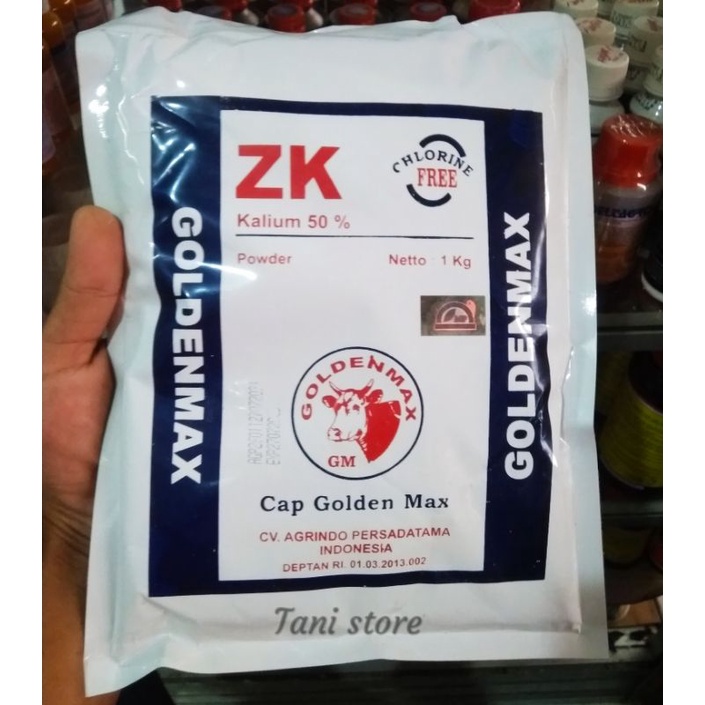 ZK
CHLORINE
FREE
Kalium 50 %
Powder
Netto : 1 Kg
GOLDENMAX
GOLDENMAX
GOLDENMAX
GM
Cap Golden Max
CV. AGRINDO PERSADATAMA
INDONESIA
DEPTAN RI. 01.03.2013.002
Tani store